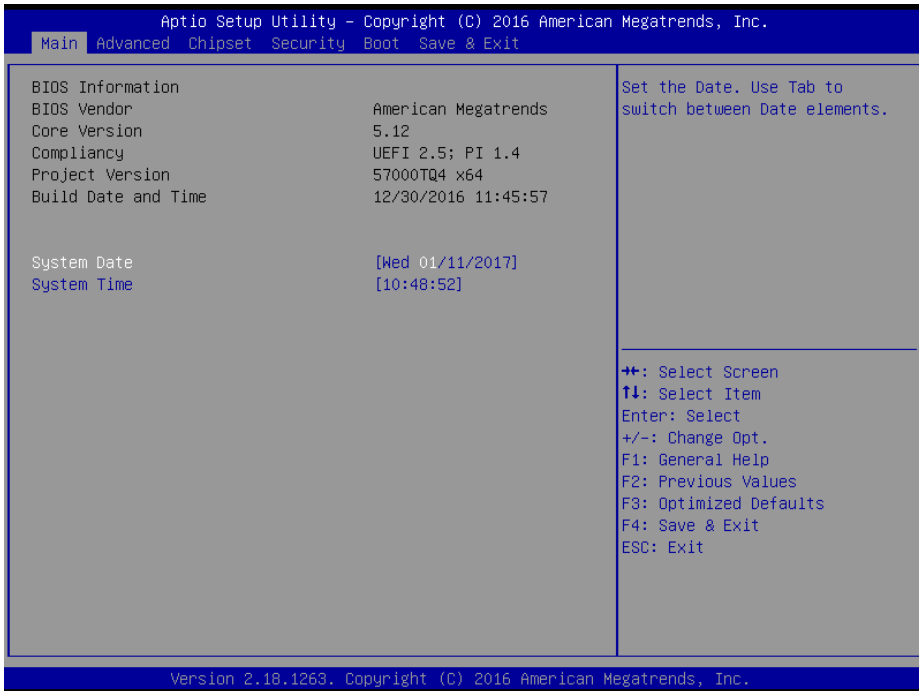 Aptio Setup Utility – Copyright (C) 2016 American Megatrends, Inc.
Main Advanced Chipset Security Boot Save & Exit
BIOS Information
BIOS Vendor American Megatrends
Core Version 5.12
Compliancy UEFI 2.5; PI 1.4
Project Version 57000TQ4 x64
Build Date and Time 12/30/2016 11:45:57
System Date [Wed 01/11/2017]
System Time [10:48:52]
Set the Date. Use Tab to
switch between Date elements.
→←: Select Screen
↑↓: Select Item
Enter: Select
+/-: Change Opt.
F1: General Help
F2: Previous Values
F3: Optimized Defaults
F4: Save & Exit
ESC: Exit
Version 2.18.1263. Copyright (C) 2016 American Megatrends, Inc.